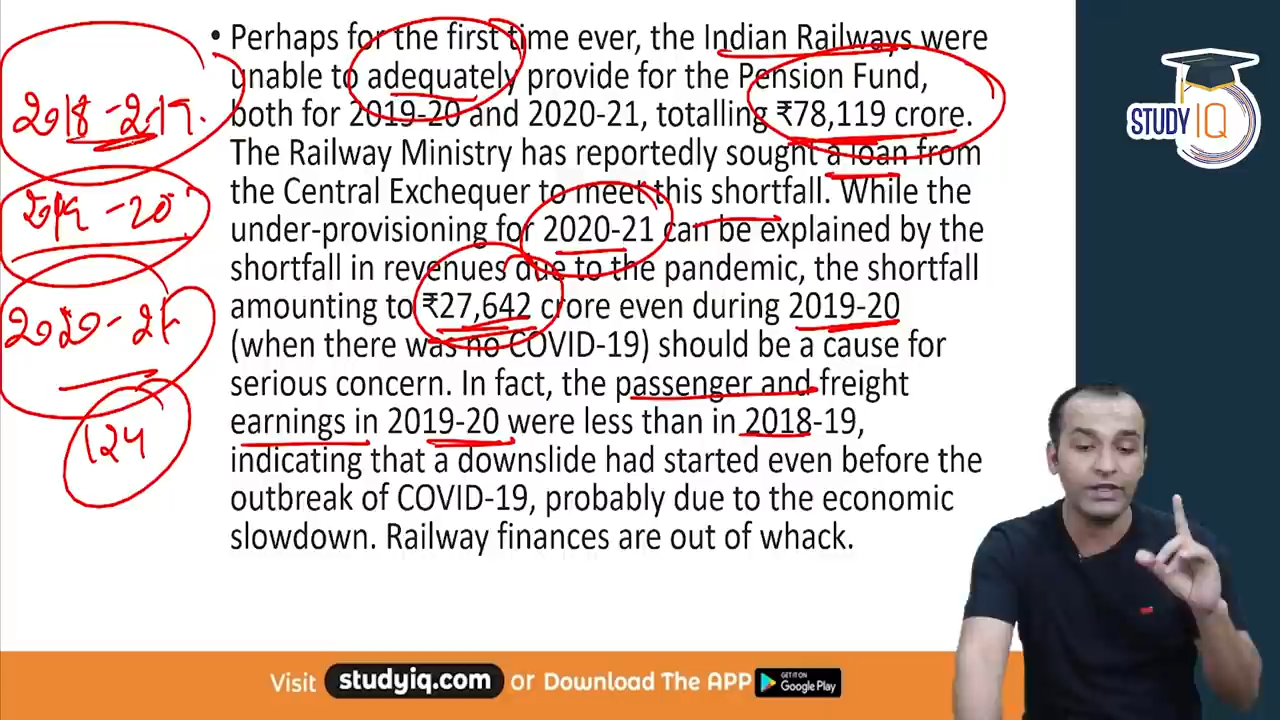 • Perhaps for the first time ever, the Indian Railways were
unable to adequately provide for the Pension Fund,
both for 2019-20 and 2020-21, totalling ₹78,119 crore.
The Railway Ministry has reportedly sought a loan from
the Central Exchequer to meet this shortfall. While the
under-provisioning for 2020-21 can be explained by the
shortfall in revenues due to the pandemic, the shortfall
amounting to ₹27,642 crore even during 2019-20
(when there was no COVID-19) should be a cause for
serious concern. In fact, the passenger and freight
earnings in 2019-20 were less than in 2018-19,
indicating that a downslide had started even before the
outbreak of COVID-19, probably due to the economic
slowdown. Railway finances are out of whack.
2018-2019.
2019-20
2020-21
124
STUDY IQ
Visit studyiq.com or Download The APP GET IT ON Google Play